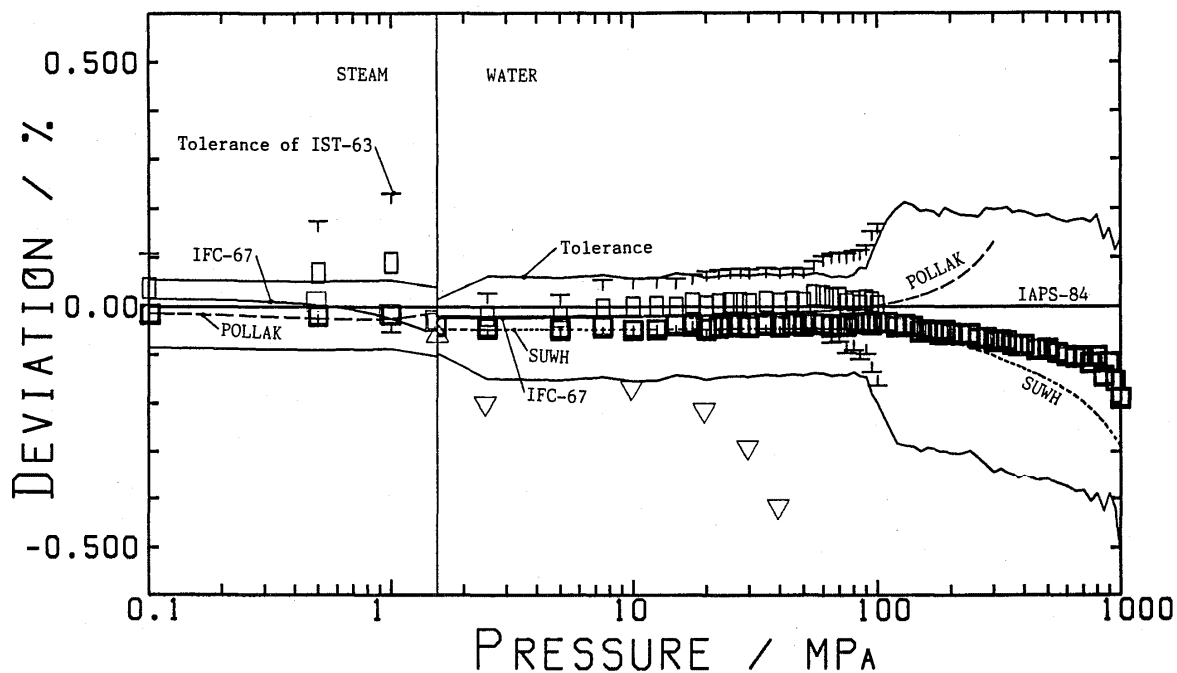 0.500
STEAM
WATER
Tolerance of IST-63
IFC-67
Tolerance
POLLAK
0.00
IAPS-84
POLLAK
SUWH
IFC-67
SUWH
-0.500
DEVIATION / %
0.1
1
10
100
1000
PRESSURE / MPA